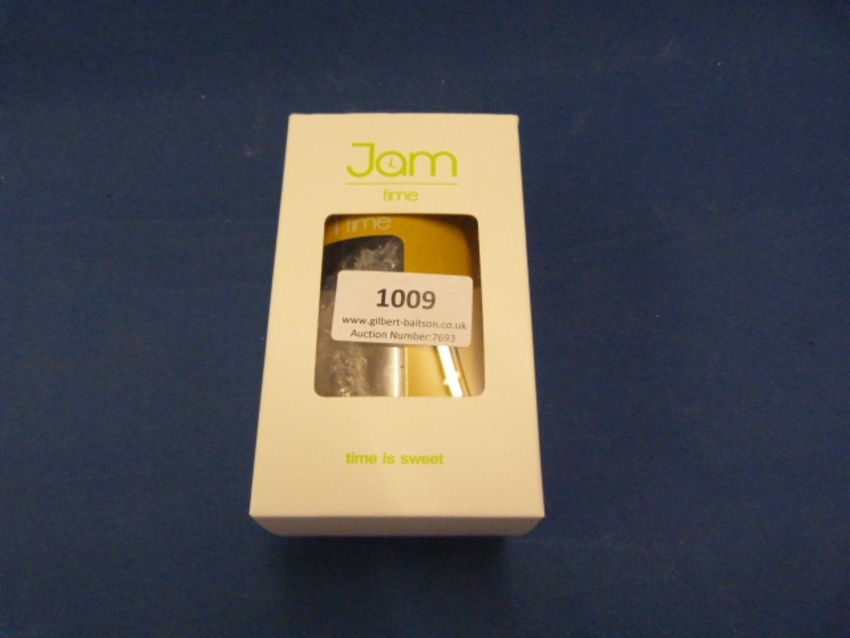 Jam
time
time
1009
www.gilbert-baitson.co.uk
Auction Number:7693
time is sweet